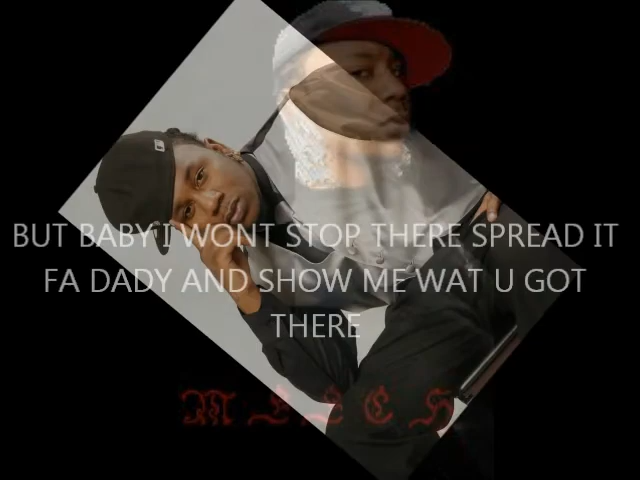 BUT BABY I WONT STOP THERE SPREAD IT
FA DADY AND SHOW ME WAT U GOT
THERE